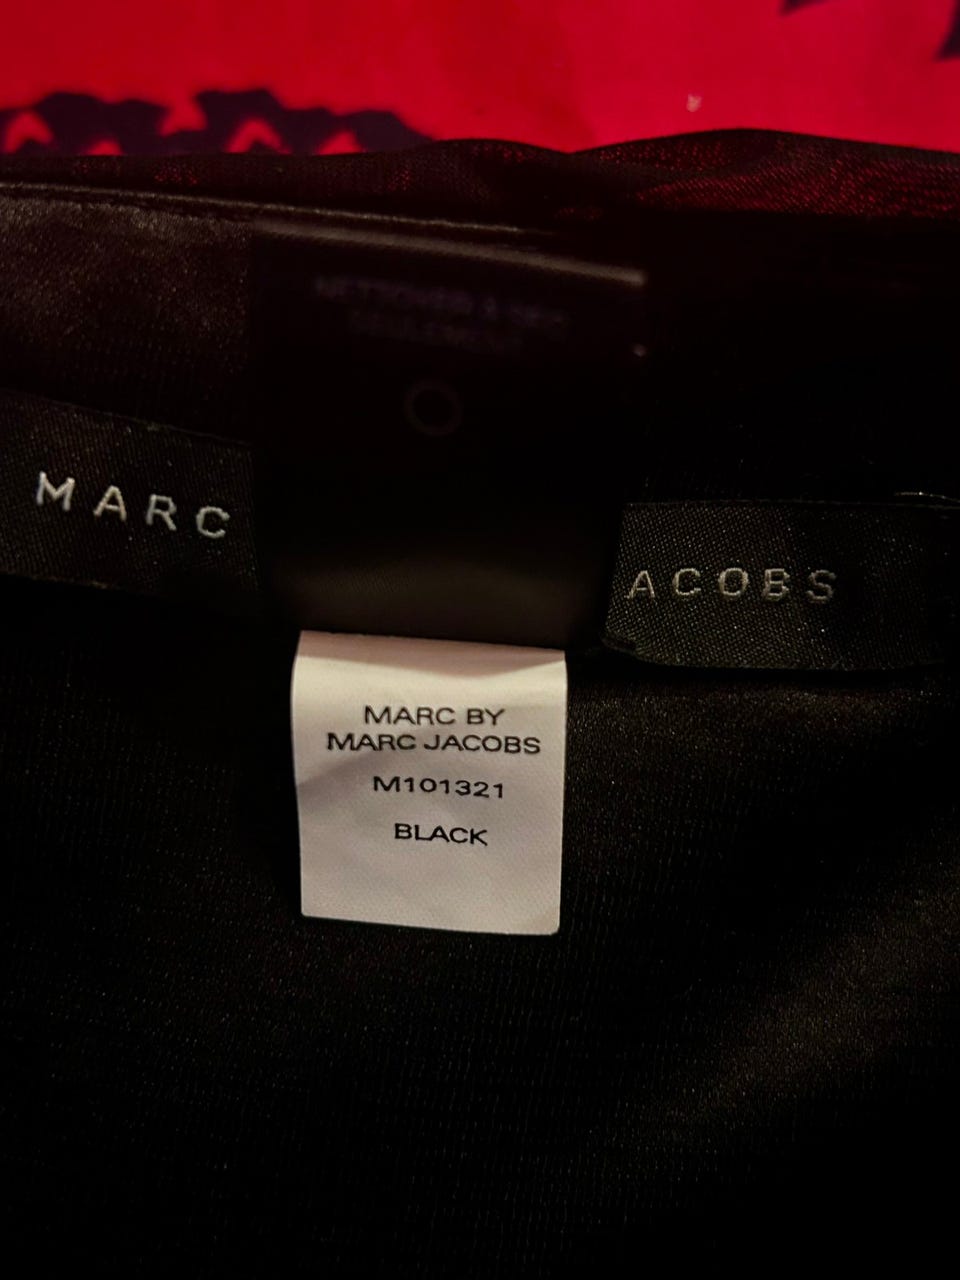 MARC
ACOBS
MARC BY
MARC JACOBS
M101321
BLACK